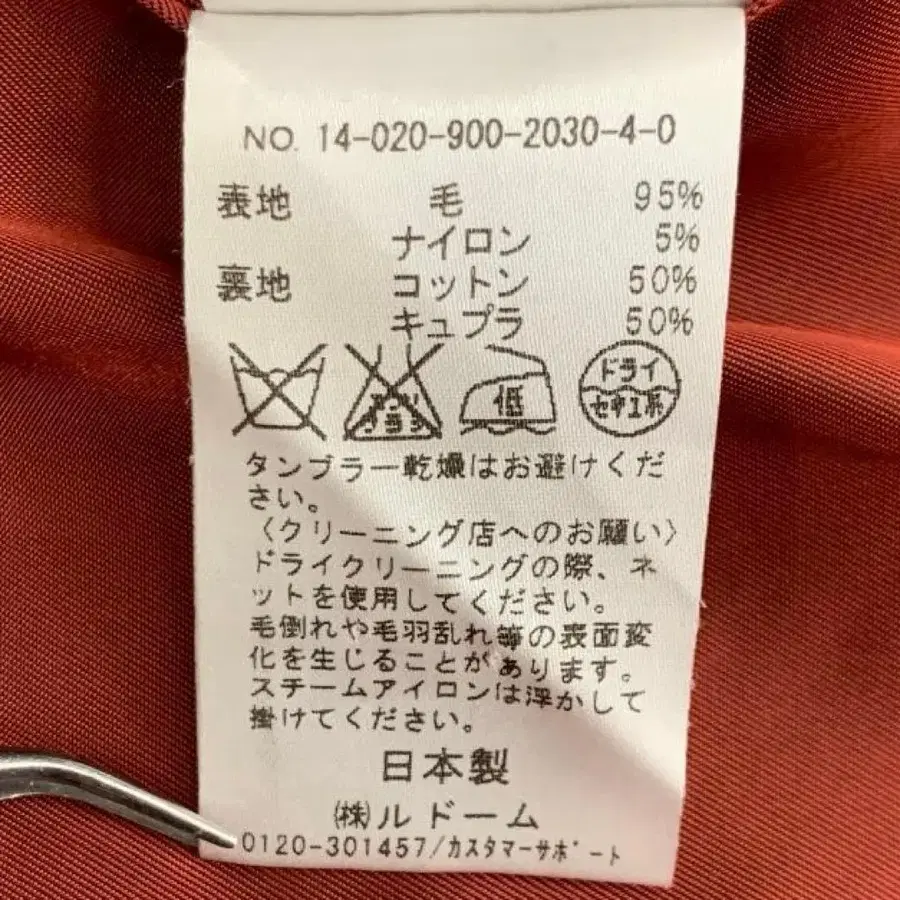 NO. 14-020-900-2030-4-0
表地 毛 95%
ナイロン 5%
裏地 コットン 50%
キュプラ 50%
エンソ
サラシ 低 ドライ
セキユ系
タンブラー乾燥はお避けくだ
さい。
〈クリーニング店へのお願い〉
ドライクリーニングの際、ネ
ットを使用してください。
毛倒れや毛羽乱れ等の表面変
化を生じることがあります。
スチームアイロンは浮かして
掛けてください。
日本製
(株)ルドーム
0120-301457/カスタマーサポート